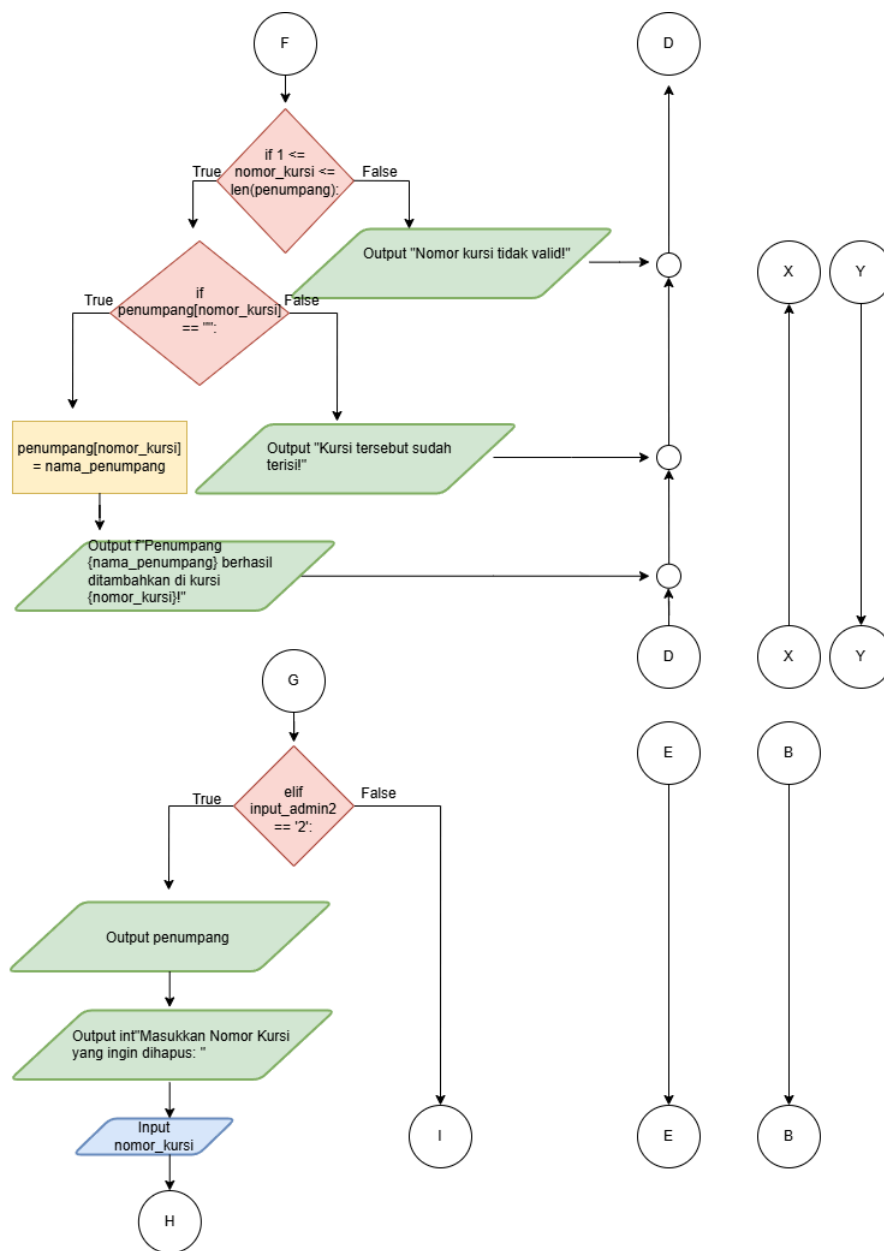 F
D
if 1 <=
nomor_kursi <=
len(penumpang):
True
False
Output "Nomor kursi tidak valid!"
X
Y
if
penumpang[nomor_kursi]
== "":
True
False
penumpang[nomor_kursi]
= nama_penumpang
Output "Kursi tersebut sudah
terisi!"
Output f"Penumpang
{nama_penumpang} berhasil
ditambahkan di kursi
{nomor_kursi}!"
D
X
Y
G
E
B
elif
input_admin2
== '2':
True
False
Output penumpang
Output int"Masukkan Nomor Kursi
yang ingin dihapus: "
Input
nomor_kursi
I
E
B
H